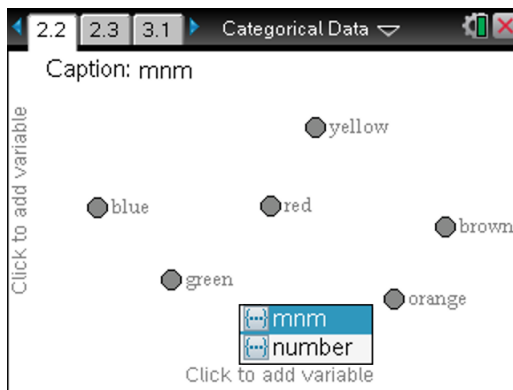 2.2 2.3 3.1 Categorical Data
Caption: mnm
Click to add variable
yellow
blue
red
brown
green
orange
mnm
number
Click to add variable